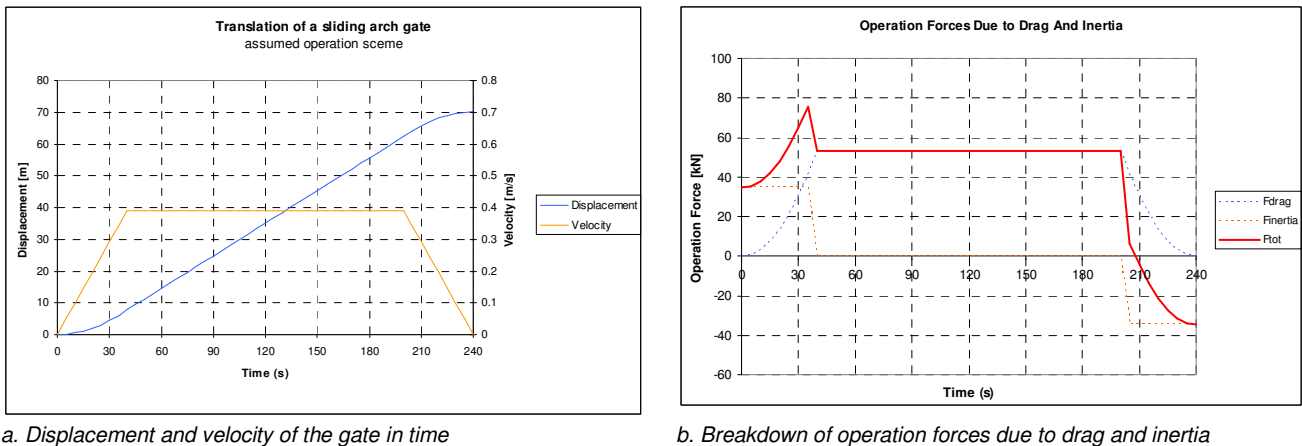 Translation of a sliding arch gate
assumed operation sceme
80
70
60
50
40
30
20
10
0
Displacement [m]
0.8
0.7
0.6
0.5
0.4
0.3
0.2
0.1
0
Velocity [m/s]
0 30 60 90 120 150 180 210 240
Time (s)
Displacement
Velocity
a. Displacement and velocity of the gate in time
Operation Forces Due to Drag And Inertia
100
80
60
40
20
0
-20
-40
-60
Operation Force [kN]
0 30 60 90 120 150 180 210 240
Time (s)
Fdrag
Finertia
Ftot
b. Breakdown of operation forces due to drag and inertia